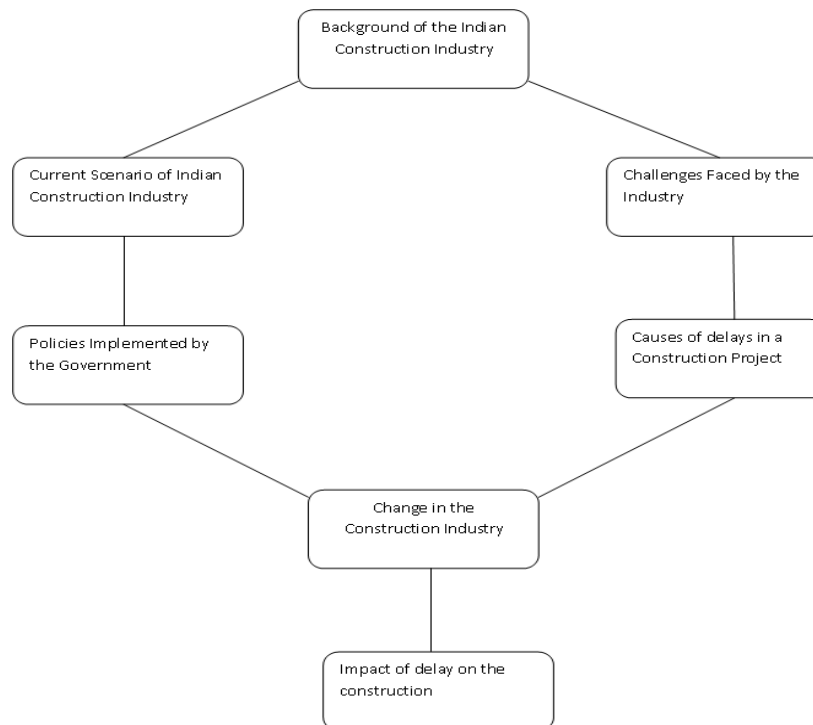 Background of the Indian
Construction Industry
Current Scenario of Indian
Construction Industry
Challenges Faced by the
Industry
Policies Implemented by
the Government
Causes of delays in a
Construction Project
Change in the
Construction Industry
Impact of delay on the
construction